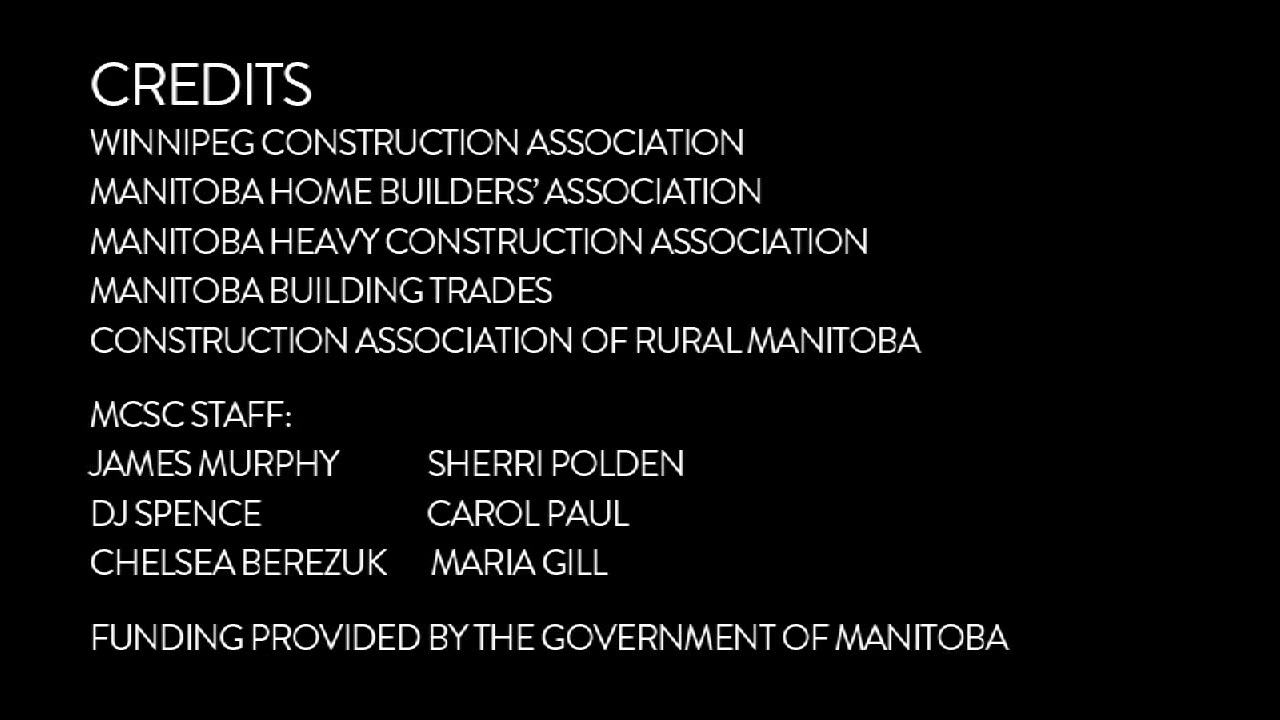 CREDITS
WINNIPEG CONSTRUCTION ASSOCIATION
MANITOBA HOME BUILDERS’ ASSOCIATION
MANITOBA HEAVY CONSTRUCTION ASSOCIATION
MANITOBA BUILDING TRADES
CONSTRUCTION ASSOCIATION OF RURAL MANITOBA
MCSC STAFF:
JAMES MURPHY SHERRI POLDEN
DJ SPENCE CAROL PAUL
CHELSEA BEREZUK MARIA GILL
FUNDING PROVIDED BY THE GOVERNMENT OF MANITOBA